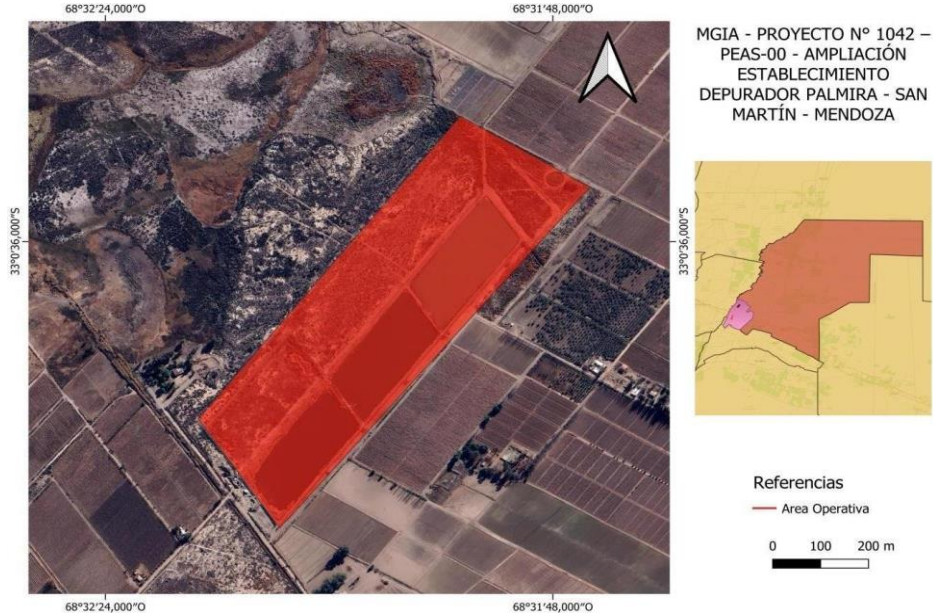 68°32'24,000"O
68°31'48,000"O
MGIA - PROYECTO N° 1042 –
PEAS-00 - AMPLIACIÓN
ESTABLECIMIENTO
DEPURADOR PALMIRA - SAN
MARTÍN - MENDOZA
33°0'36,000"S
33°0'36,000"S
Referencias
Area Operativa
0 100 200 m
68°32'24,000"O
68°31'48,000"O